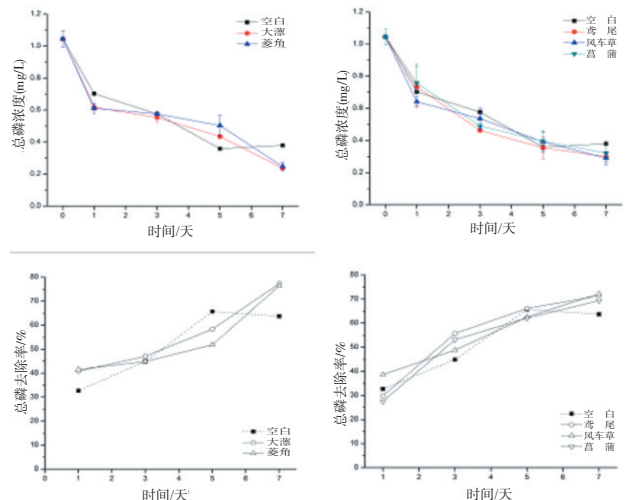 1.2
1.0
0.8
0.6
0.4
0.2
0.0
总磷浓度(mg/L)
空白
大薸
菱角
0 1 2 3 4 5 6 7
时间/天
1.2
1.0
0.8
0.6
0.4
0.2
0.0
总磷浓度(mg/L)
空 白
鸢 尾
风车草
菖 蒲
0 1 2 3 4 5 6 7
时间/天
80
70
60
50
40
30
20
10
0
总磷去除率/%
空白
大薸
菱角
0 1 2 3 4 5 6 7
时间/天
80
70
60
50
40
30
20
10
0
总磷去除率/%
空 白
鸢 尾
风车草
菖 蒲
1 2 3 4 5 6 7
时间/天